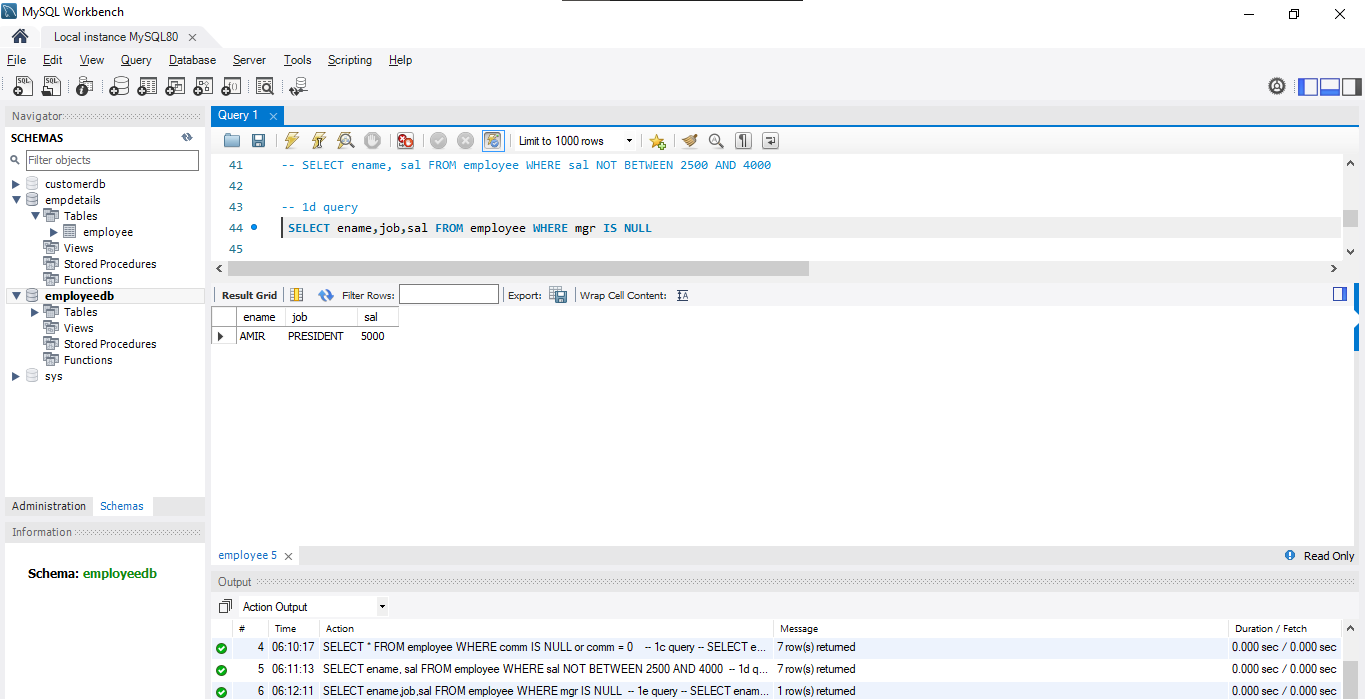 MySQL Workbench
Local instance MySQL80
File Edit View Query Database Server Tools Scripting Help
Navigator
SCHEMAS
Filter objects
customerdb
empdetails
Tables
employee
Views
Stored Procedures
Functions
employeedb
Tables
Views
Stored Procedures
Functions
sys
Administration Schemas
Information
Schema: employeedb
Query 1
Limit to 1000 rows
41 -- SELECT ename, sal FROM employee WHERE sal NOT BETWEEN 2500 AND 4000
42
43 -- 1d query
44 SELECT ename,job,sal FROM employee WHERE mgr IS NULL
45
Result Grid Filter Rows: Export: Wrap Cell Content:
ename job sal
AMIR PRESIDENT 5000
employee 5
Read Only
Output
Action Output
# Time Action Message Duration / Fetch
4 06:10:17 SELECT * FROM employee WHERE comm IS NULL or comm = 0 -- 1c query -- SELECT e... 7 row(s) returned 0.000 sec / 0.000 sec
5 06:11:13 SELECT ename, sal FROM employee WHERE sal NOT BETWEEN 2500 AND 4000 -- 1d q... 7 row(s) returned 0.000 sec / 0.000 sec
6 06:12:11 SELECT ename,job,sal FROM employee WHERE mgr IS NULL -- 1e query -- SELECT enam... 1 row(s) returned 0.000 sec / 0.000 sec